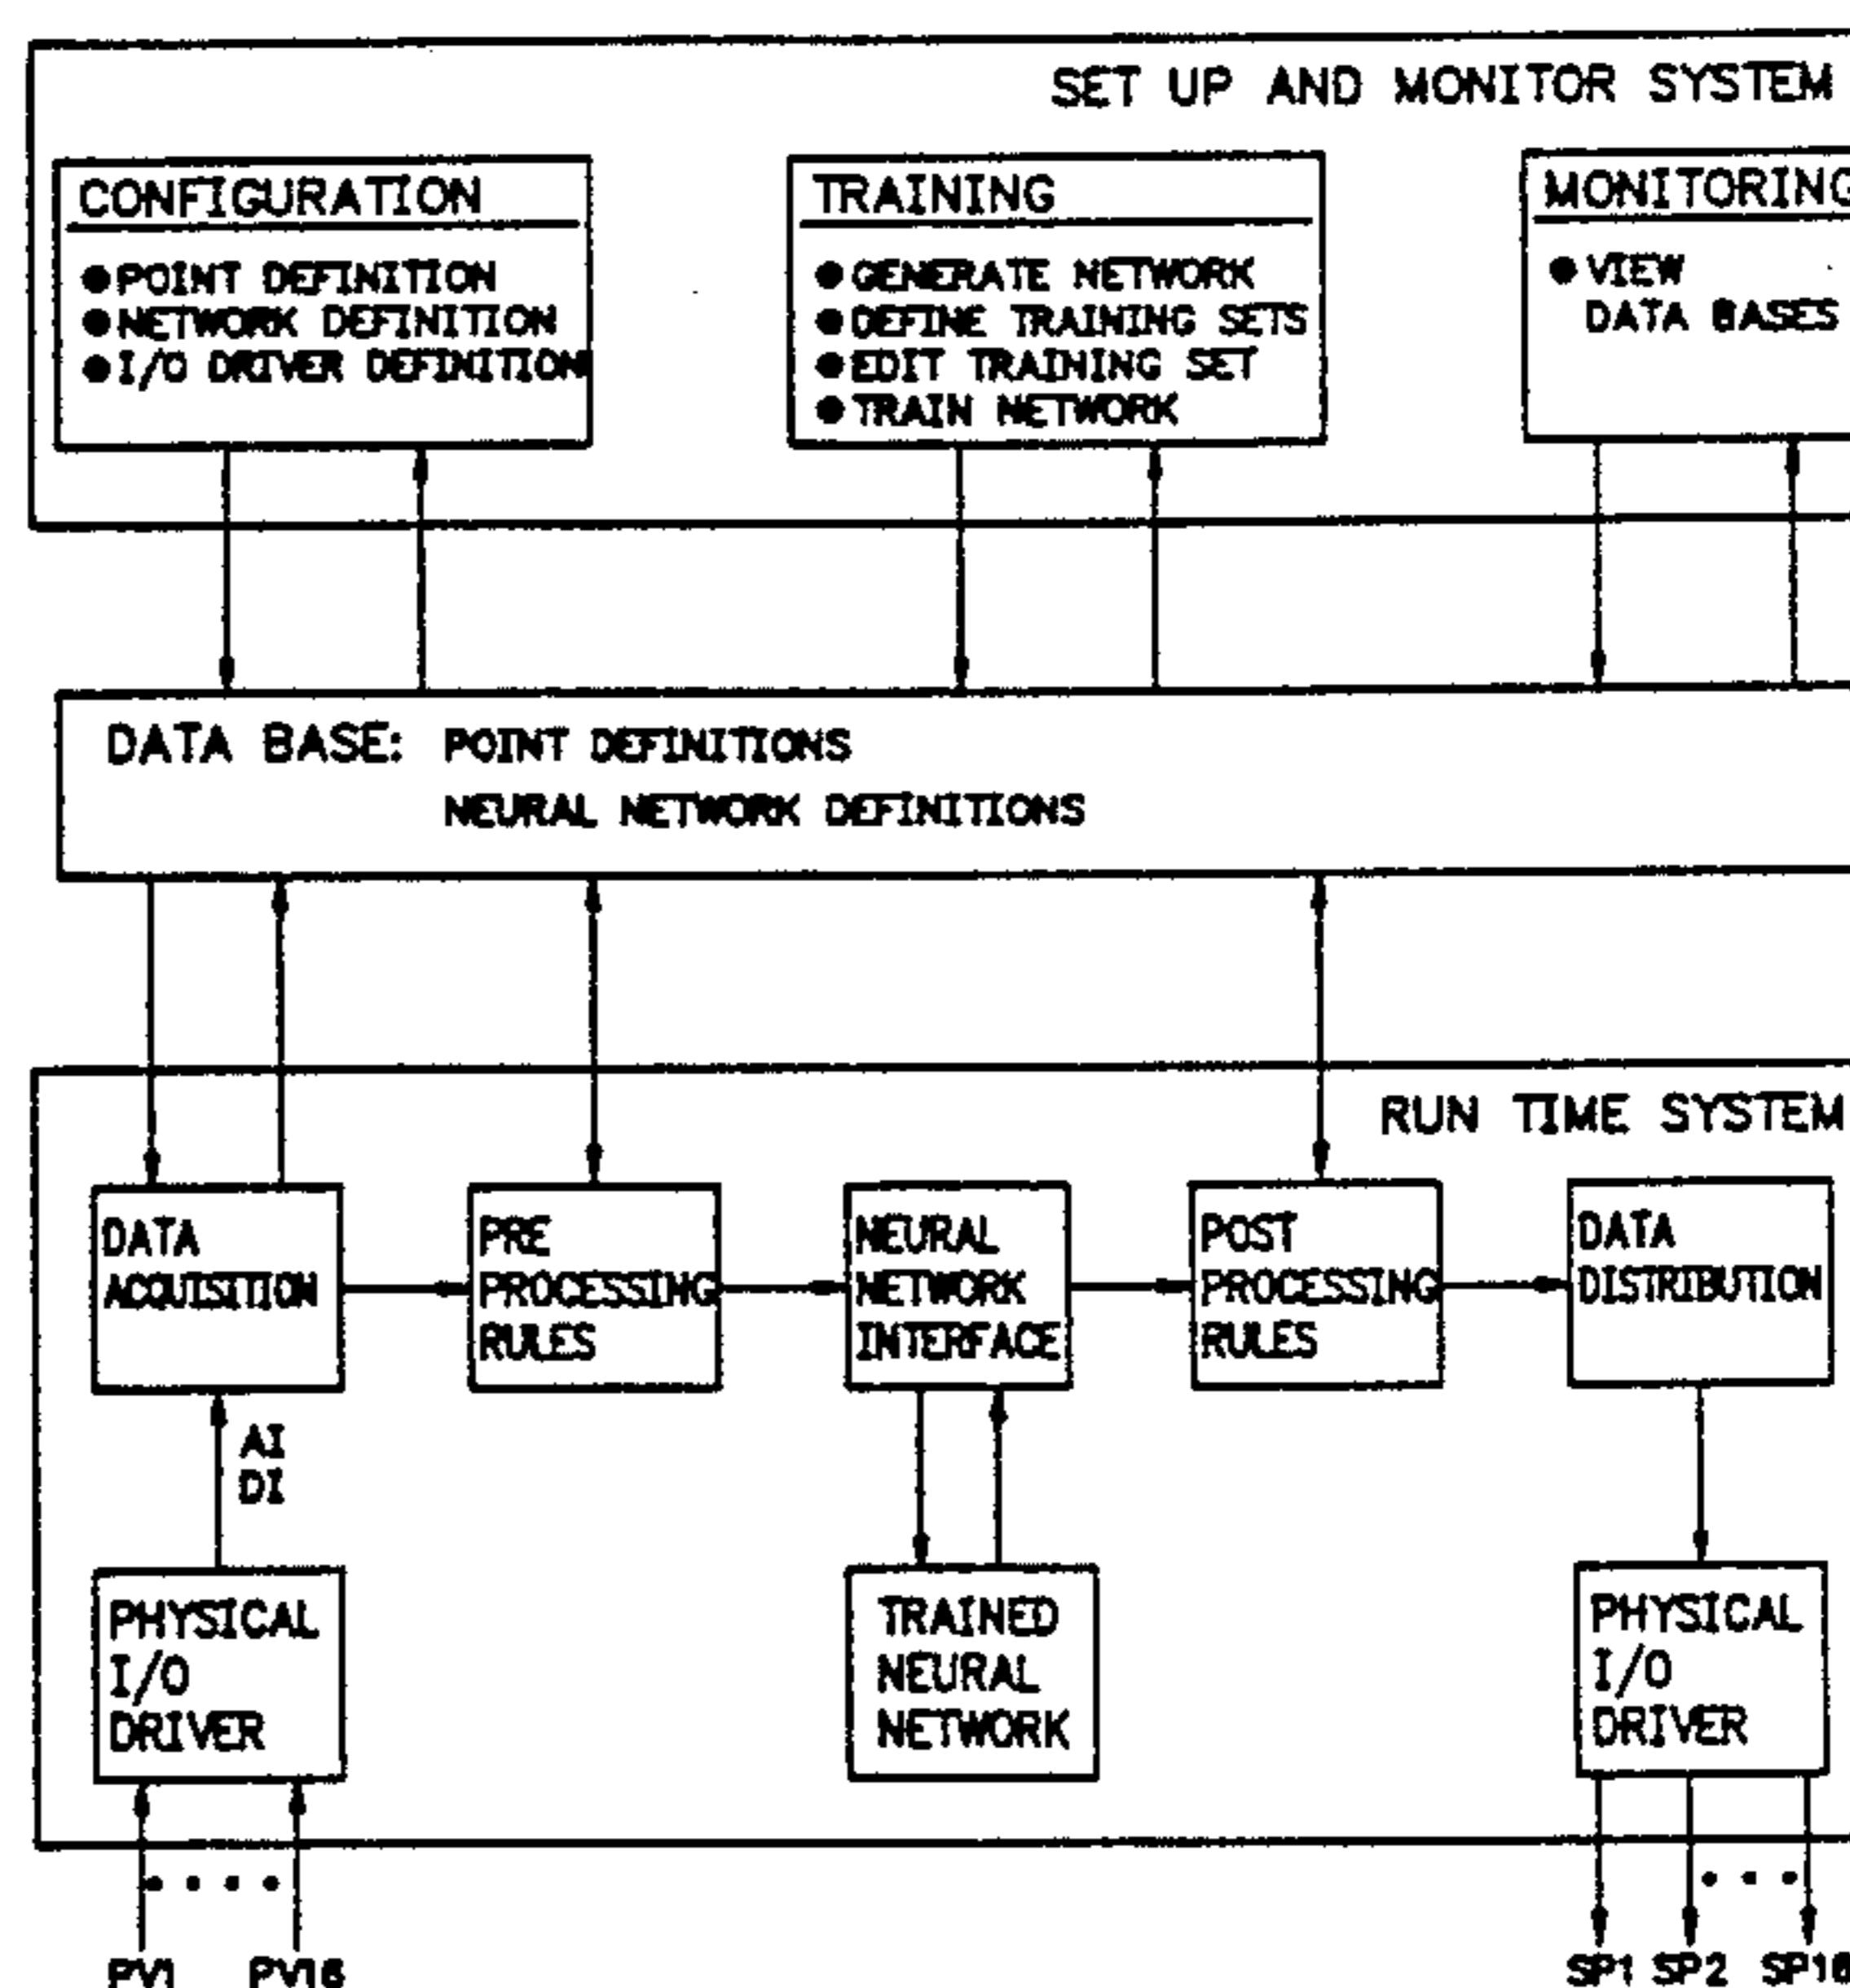 SET UP AND MONITOR SYSTEM
CONFIGURATION
● POINT DEFINITION
● NETWORK DEFINITION
● I/O DRIVER DEFINITION
TRAINING
● GENERATE NETWORK
● DEFINE TRAINING SETS
● EDIT TRAINING SET
● TRAIN NETWORK
MONITORING
● VIEW
DATA BASES
DATA BASE: POINT DEFINITIONS
NEURAL NETWORK DEFINITIONS
RUN TIME SYSTEM
DATA
ACQUISITION
PRE
PROCESSING
RULES
NEURAL
NETWORK
INTERFACE
POST
PROCESSING
RULES
DATA
DISTRIBUTION
AI
DI
PHYSICAL
I/O
DRIVER
TRAINED
NEURAL
NETWORK
PHYSICAL
I/O
DRIVER
PV1 PV16
SP1 SP2 SP16